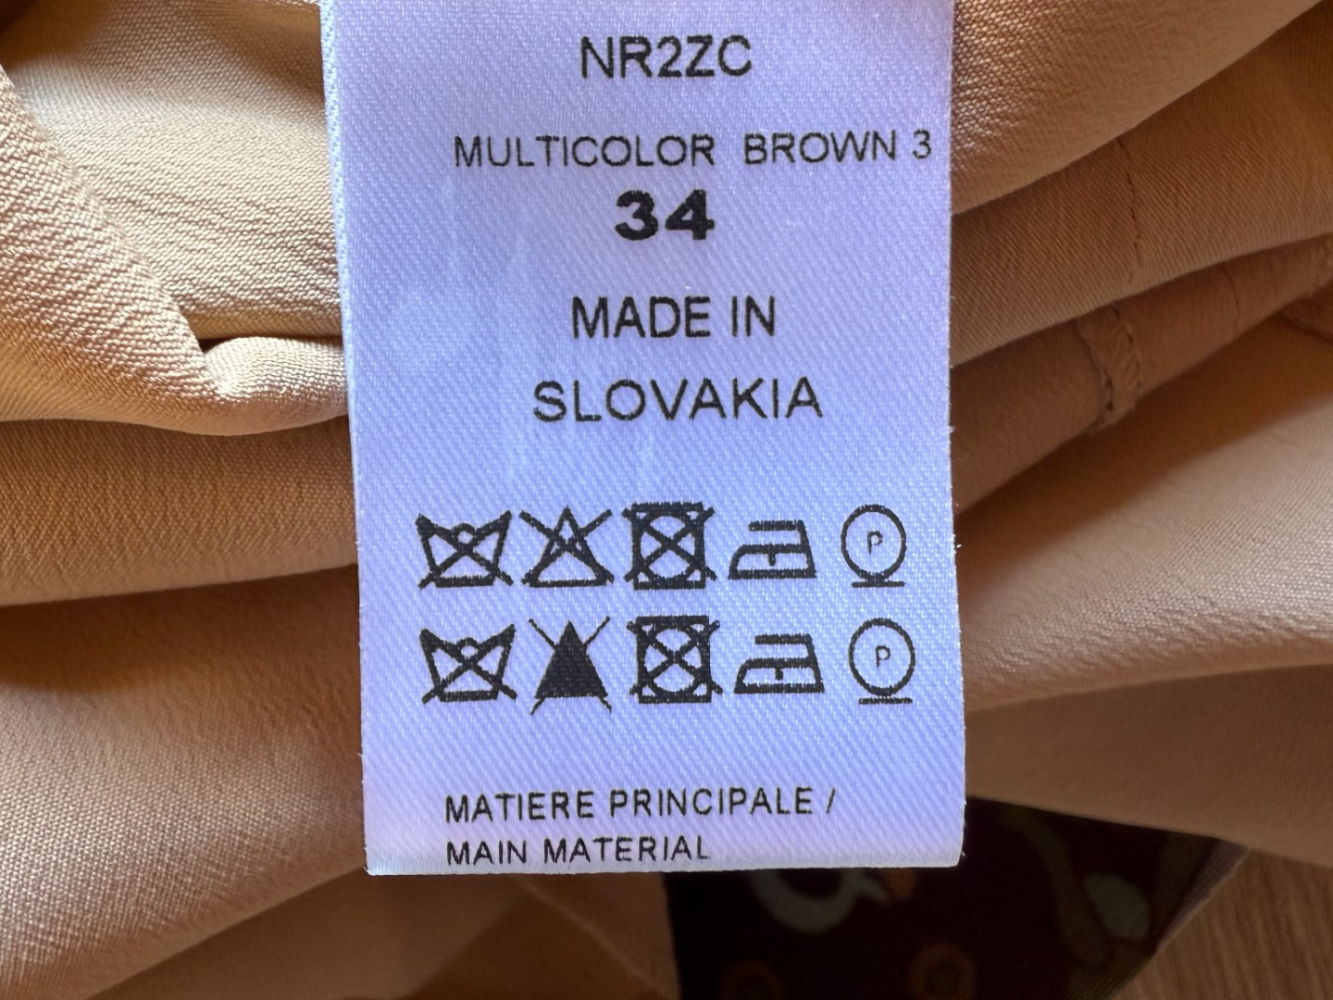 NR2ZC
MULTICOLOR BROWN 3
34
MADE IN
SLOVAKIA
P
P
MATIERE PRINCIPALE /
MAIN MATERIAL